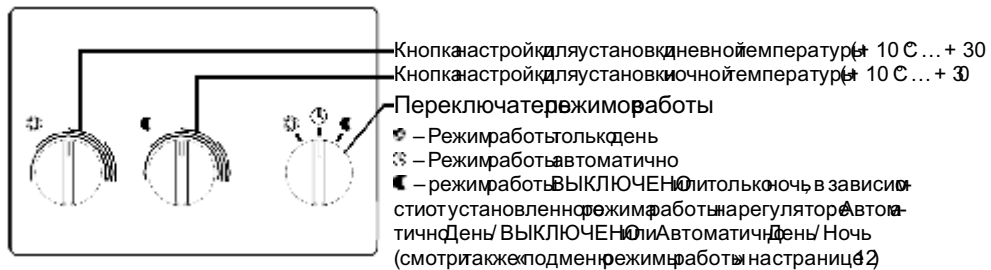 Кнопка настройки для установки дневной температуры (+ 10 °C … + 30
Кнопка настройки для установки ночной температуры (+ 10 °C … + 30
Переключатель режимов работы
– Режим работы только день
– Режим работы автоматично
– режим работы ВЫКЛЮЧЕНО или только ночь, в зависимо-
сти от установленного режима работы на регуляторе Автома-
тично День/ ВЫКЛЮЧЕНО или Автоматично День/ Ночь
(смотри также «подменю режимы работы» на странице 12)